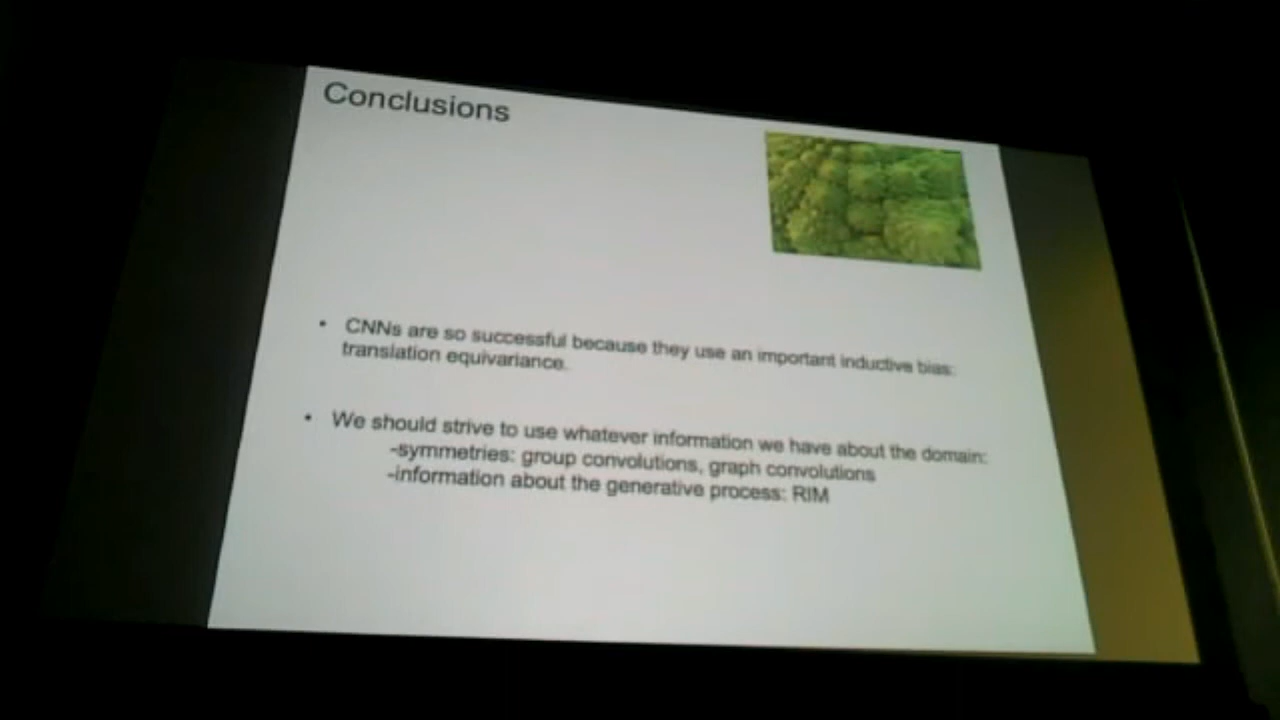 Conclusions
• CNNs are so successful because they use an important inductive bias:
translation equivariance.
• We should strive to use whatever information we have about the domain:
-symmetries: group convolutions, graph convolutions
-information about the generative process: RIM